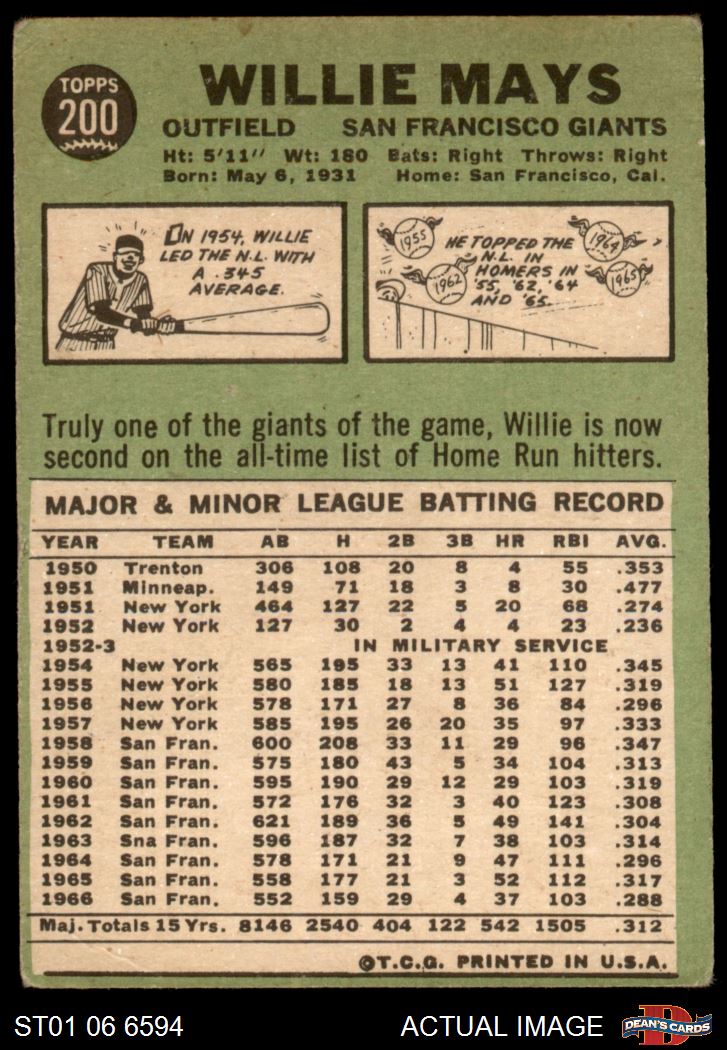 TOPPS
200
WILLIE MAYS
OUTFIELD SAN FRANCISCO GIANTS
Ht: 5'11'' Wt: 180 Bats: Right Throws: Right
Born: May 6, 1931 Home: San Francisco, Cal.
IN 1954, WILLIE
LED THE N.L. WITH
A .345
AVERAGE.
1955
1962
1964
1965
HE TOPPED THE
N.L. IN
HOMERS IN
'55, '62, '64
AND '65.
Truly one of the giants of the game, Willie is now
second on the all-time list of Home Run hitters.
MAJOR & MINOR LEAGUE BATTING RECORD
YEAR TEAM AB H 2B 3B HR RBI AVG.
1950 Trenton 306 108 20 8 4 55 .353
1951 Minneap. 149 71 18 3 8 30 .477
1951 New York 464 127 22 5 20 68 .274
1952 New York 127 30 2 4 4 23 .236
1952-3 IN MILITARY SERVICE
1954 New York 565 195 33 13 41 110 .345
1955 New York 580 185 18 13 51 127 .319
1956 New York 578 171 27 8 36 84 .296
1957 New York 585 195 26 20 35 97 .333
1958 San Fran. 600 208 33 11 29 96 .347
1959 San Fran. 575 180 43 5 34 104 .313
1960 San Fran. 595 190 29 12 29 103 .319
1961 San Fran. 572 176 32 3 40 123 .308
1962 San Fran. 621 189 36 5 49 141 .304
1963 Sna Fran. 596 187 32 7 38 103 .314
1964 San Fran. 578 171 21 9 47 111 .296
1965 San Fran. 558 177 21 3 52 112 .317
1966 San Fran. 552 159 29 4 37 103 .288
Maj. Totals 15 Yrs. 8146 2540 404 122 542 1505 .312
©T.C.G. PRINTED IN U.S.A.
ST01 06 6594 ACTUAL IMAGE
D
DEAN'S CARDS